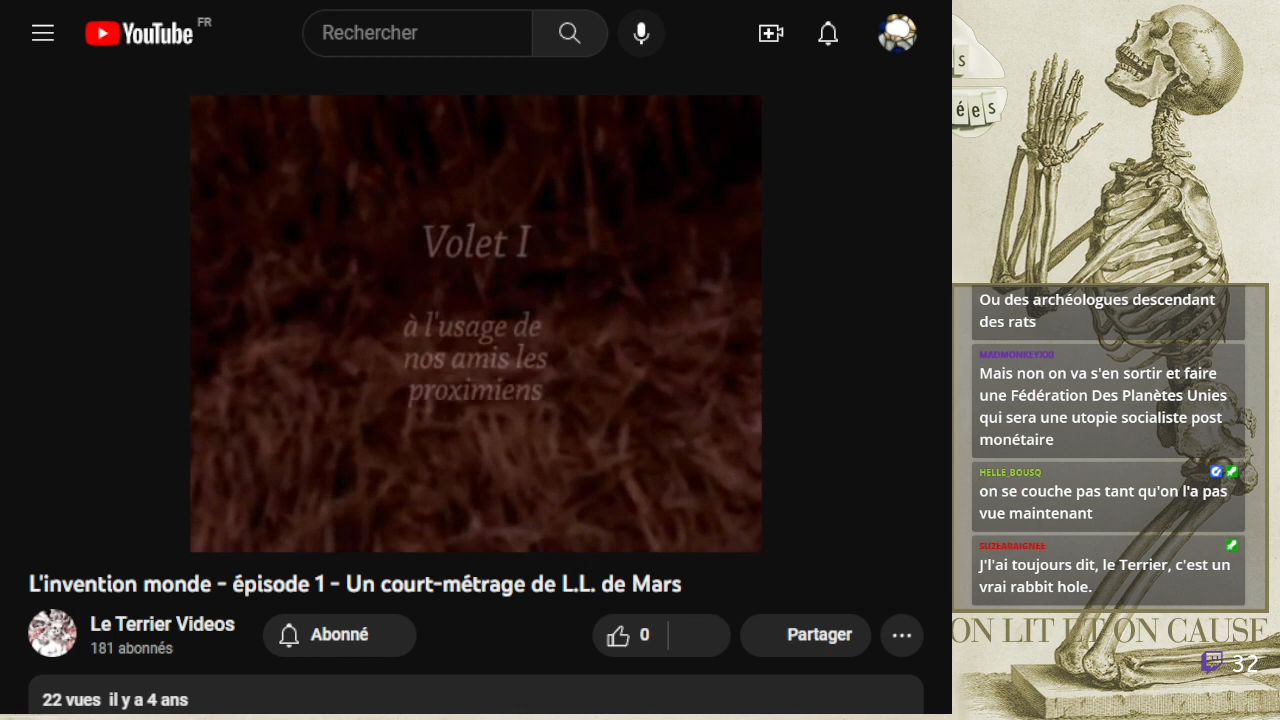 YouTube FR
Rechercher
Volet I
à l'usage de
nos amis les
proximiens
L'invention monde - épisode 1 - Un court-métrage de L.L. de Mars
Le Terrier Videos
181 abonnés
Abonné
0
Partager
22 vues il y a 4 ans
s
ées
Ou des archéologues descendant
des rats
Mais non on va s'en sortir et faire
une Fédération Des Planètes Unies
qui sera une utopie socialiste post
monétaire
HELLE_BOUSQ
on se couche pas tant qu'on l'a pas
vue maintenant
SUZEARAIGNEE
J'l'ai toujours dit, le Terrier, c'est un
vrai rabbit hole.
ON LIT ET ON CAUSE
32